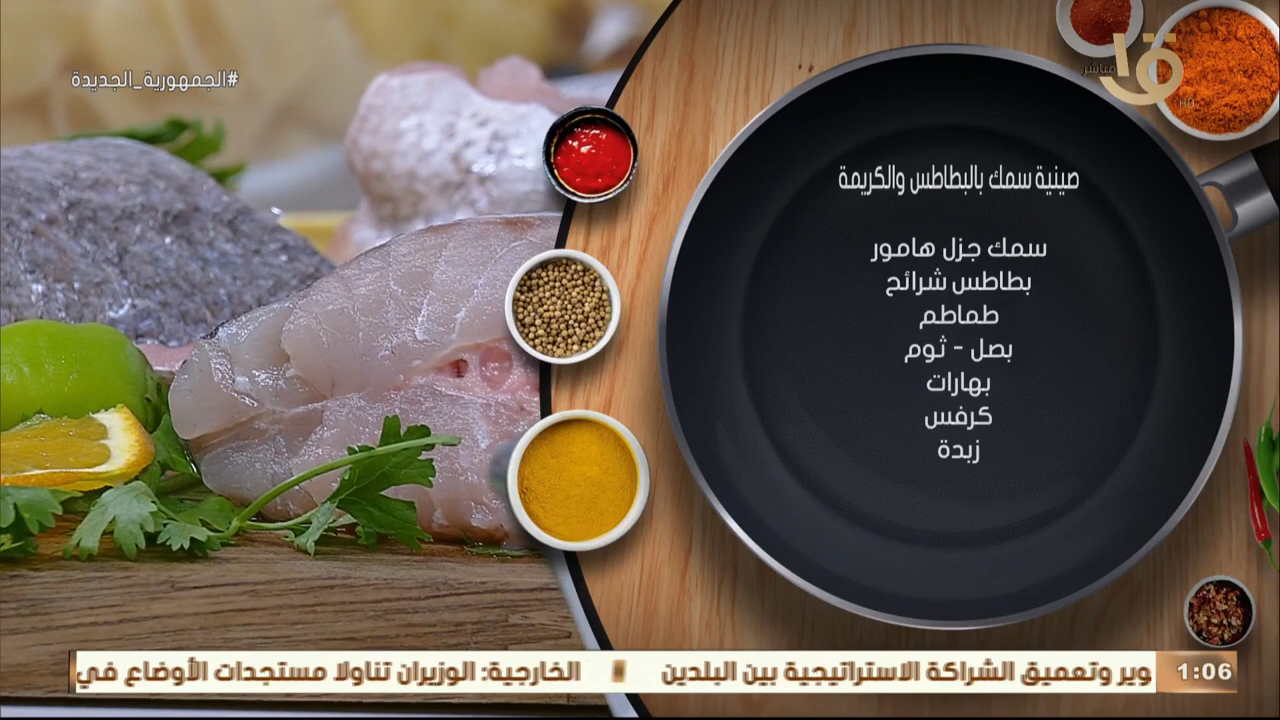 #الجمهورية_الجديدة
مباشر
HD
صينية سمك بالبطاطس والكريمة
سمك جزل هامور
بطاطس شرائح
طماطم
بصل - ثوم
بهارات
كرفس
زبدة
1:06
وير وتعميق الشراكة الاستراتيجية بين البلدين
الخارجية: الوزيران تناولا مستجدات الأوضاع في